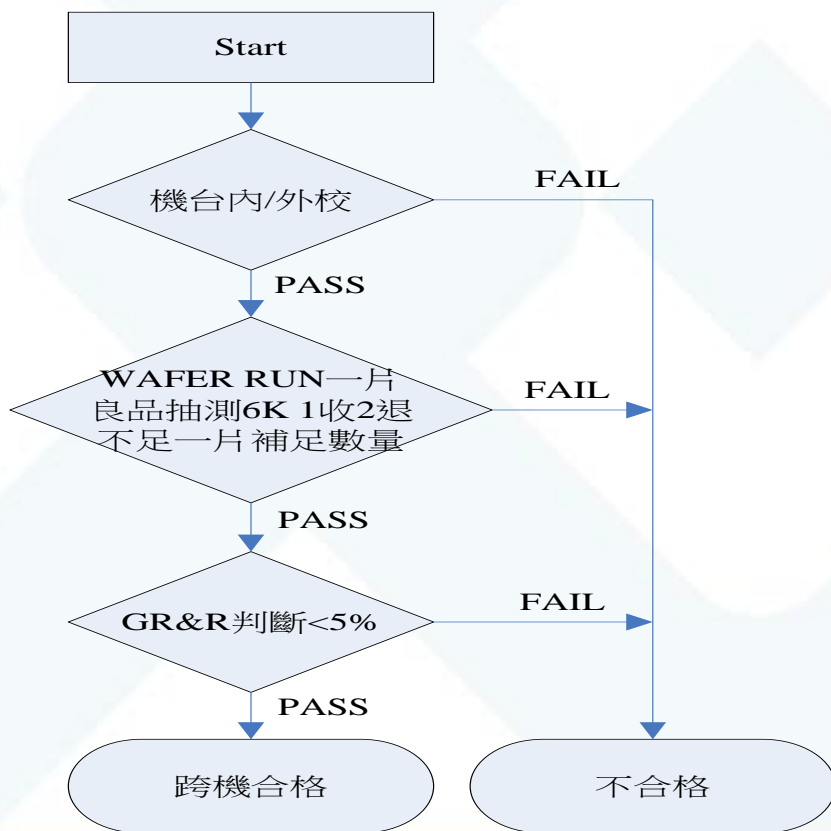 Start
機台內/外校
FAIL
PASS
WAFER RUN一片
良品抽測6K 1收2退
不足一片補足數量
FAIL
PASS
GR&R判斷<5%
FAIL
PASS
跨機合格
不合格